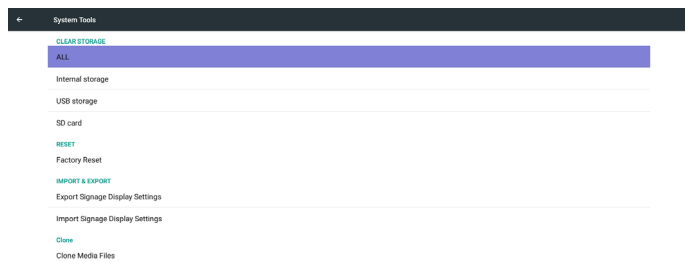 System Tools
CLEAR STORAGE
ALL
Internal storage
USB storage
SD card
RESET
Factory Reset
IMPORT & EXPORT
Export Signage Display Settings
Import Signage Display Settings
Clone
Clone Media Files